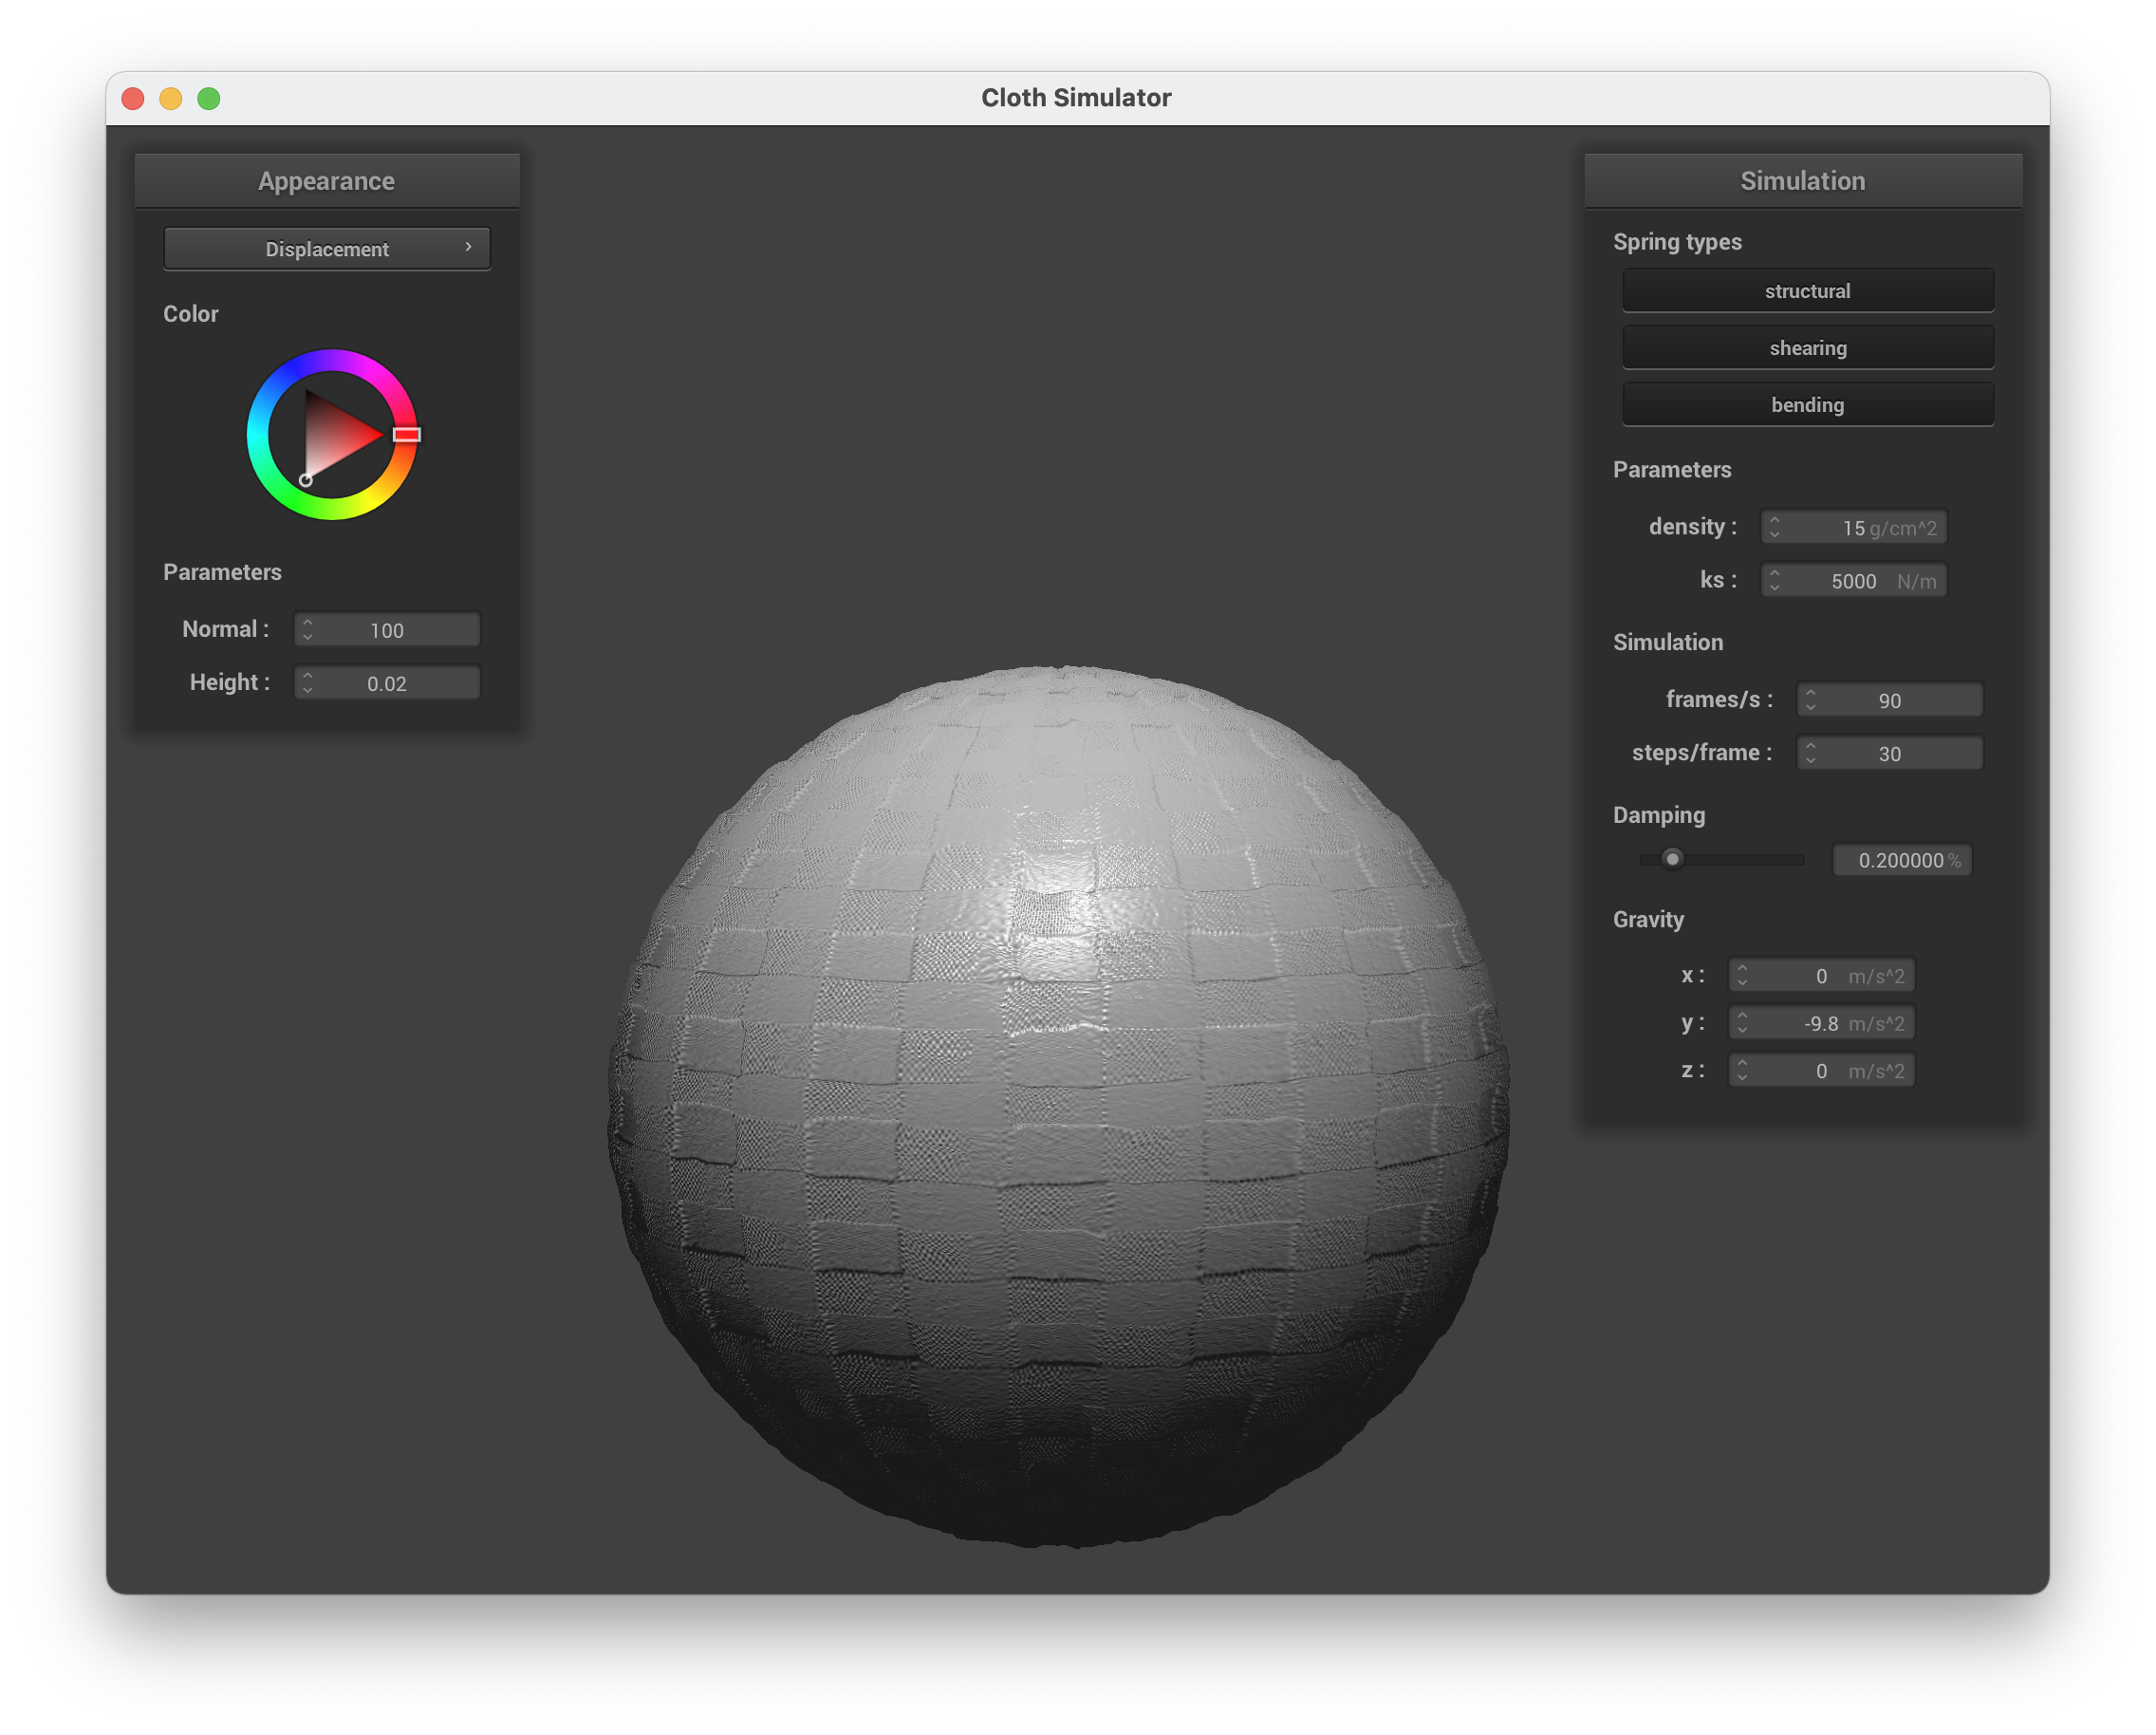 Cloth Simulator
Appearance
Displacement
Color
Parameters
Normal : 100
Height : 0.02
Simulation
Spring types
structural
shearing
bending
Parameters
density : 15 g/cm^2
ks : 5000 N/m
Simulation
frames/s : 90
steps/frame : 30
Damping
0.200000 %
Gravity
x : 0 m/s^2
y : -9.8 m/s^2
z : 0 m/s^2